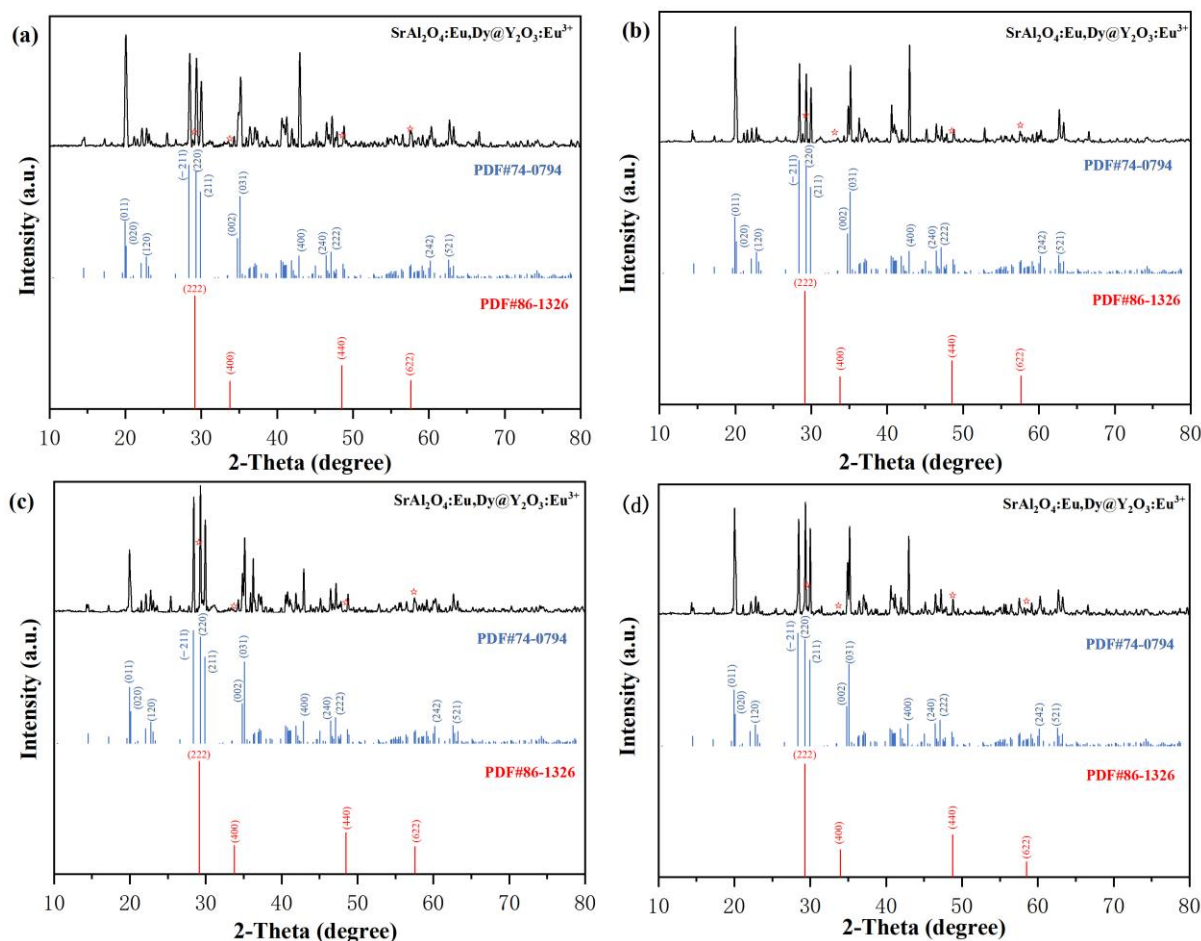 (a)
SrAl₂O₄:Eu,Dy@Y₂O₃:Eu³⁺
PDF#74-0794
(011)
(020)
(120)
(−211)
(220)
(211)
(002)
(031)
(400)
(240)
(222)
(242)
(521)
PDF#86-1326
(222)
(400)
(440)
(622)
Intensity (a.u.)
10 20 30 40 50 60 70 80
2-Theta (degree)
(b)
SrAl₂O₄:Eu,Dy@Y₂O₃:Eu³⁺
PDF#74-0794
(011)
(020)
(120)
(−211)
(220)
(211)
(002)
(031)
(400)
(240)
(222)
(242)
(521)
PDF#86-1326
(222)
(400)
(440)
(622)
Intensity (a.u.)
10 20 30 40 50 60 70 80
2-Theta (degree)
(c)
SrAl₂O₄:Eu,Dy@Y₂O₃:Eu³⁺
PDF#74-0794
(011)
(020)
(120)
(−211)
(220)
(211)
(002)
(031)
(400)
(240)
(222)
(242)
(521)
PDF#86-1326
(222)
(400)
(440)
(622)
Intensity (a.u.)
10 20 30 40 50 60 70 80
2-Theta (degree)
(d)
SrAl₂O₄:Eu,Dy@Y₂O₃:Eu³⁺
PDF#74-0794
(011)
(020)
(120)
(−211)
(220)
(211)
(002)
(031)
(400)
(240)
(222)
(242)
(521)
PDF#86-1326
(222)
(400)
(440)
(622)
Intensity (a.u.)
10 20 30 40 50 60 70 80
2-Theta (degree)